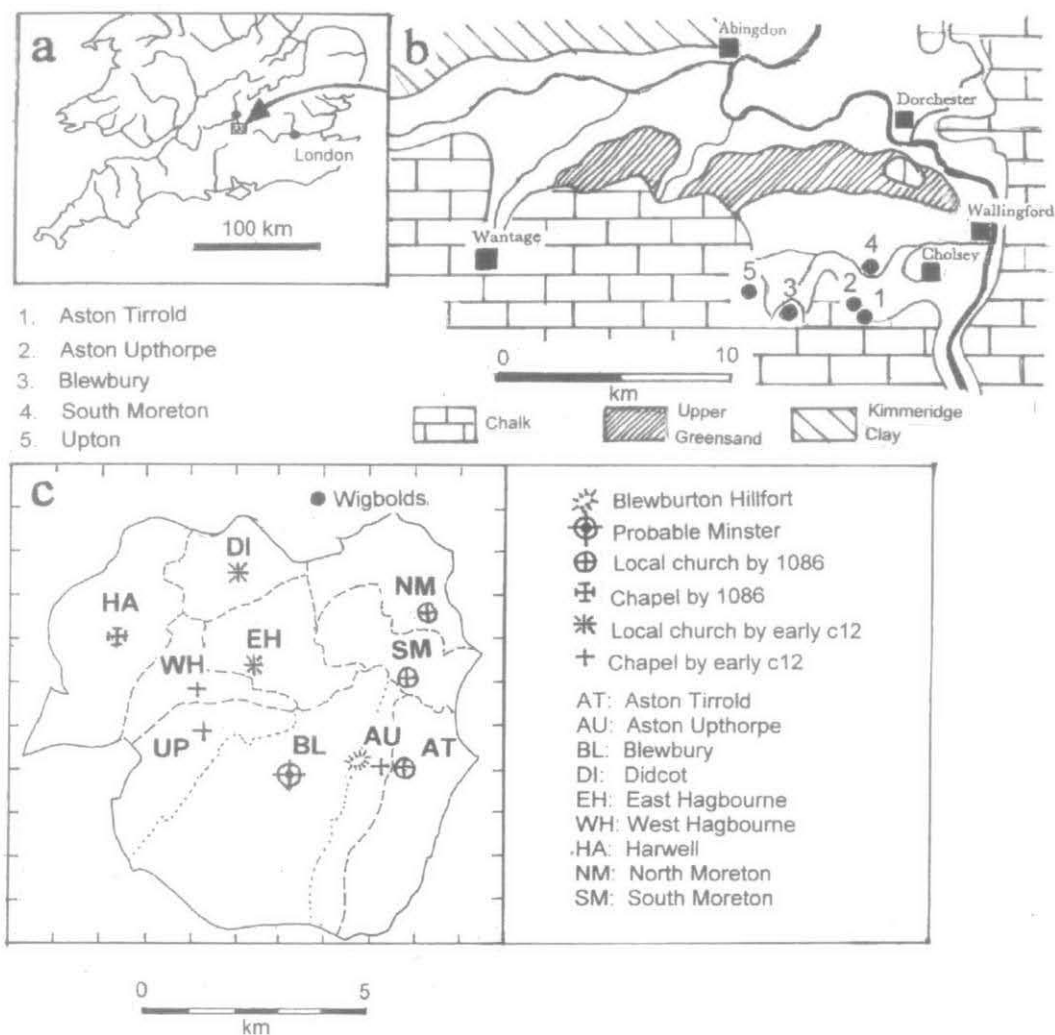 a
London
100 km
b
Abingdon
Dorchester
Wallingford
Wantage
Cholsey
4
5
3
2
1
0
10
km
1. Aston Tirrold
2. Aston Upthorpe
3. Blewbury
4. South Moreton
5. Upton
Chalk
Upper
Greensand
Kimmeridge
Clay
c
Wigbolds.
DI
HA
NM
EH
SM
WH
UP
BL
AU
AT
0
5
km
Blewburton Hillfort
Probable Minster
Local church by 1086
Chapel by 1086
Local church by early c12
Chapel by early c12
AT: Aston Tirrold
AU: Aston Upthorpe
BL: Blewbury
DI: Didcot
EH: East Hagbourne
WH: West Hagbourne
HA: Harwell
NM: North Moreton
SM: South Moreton